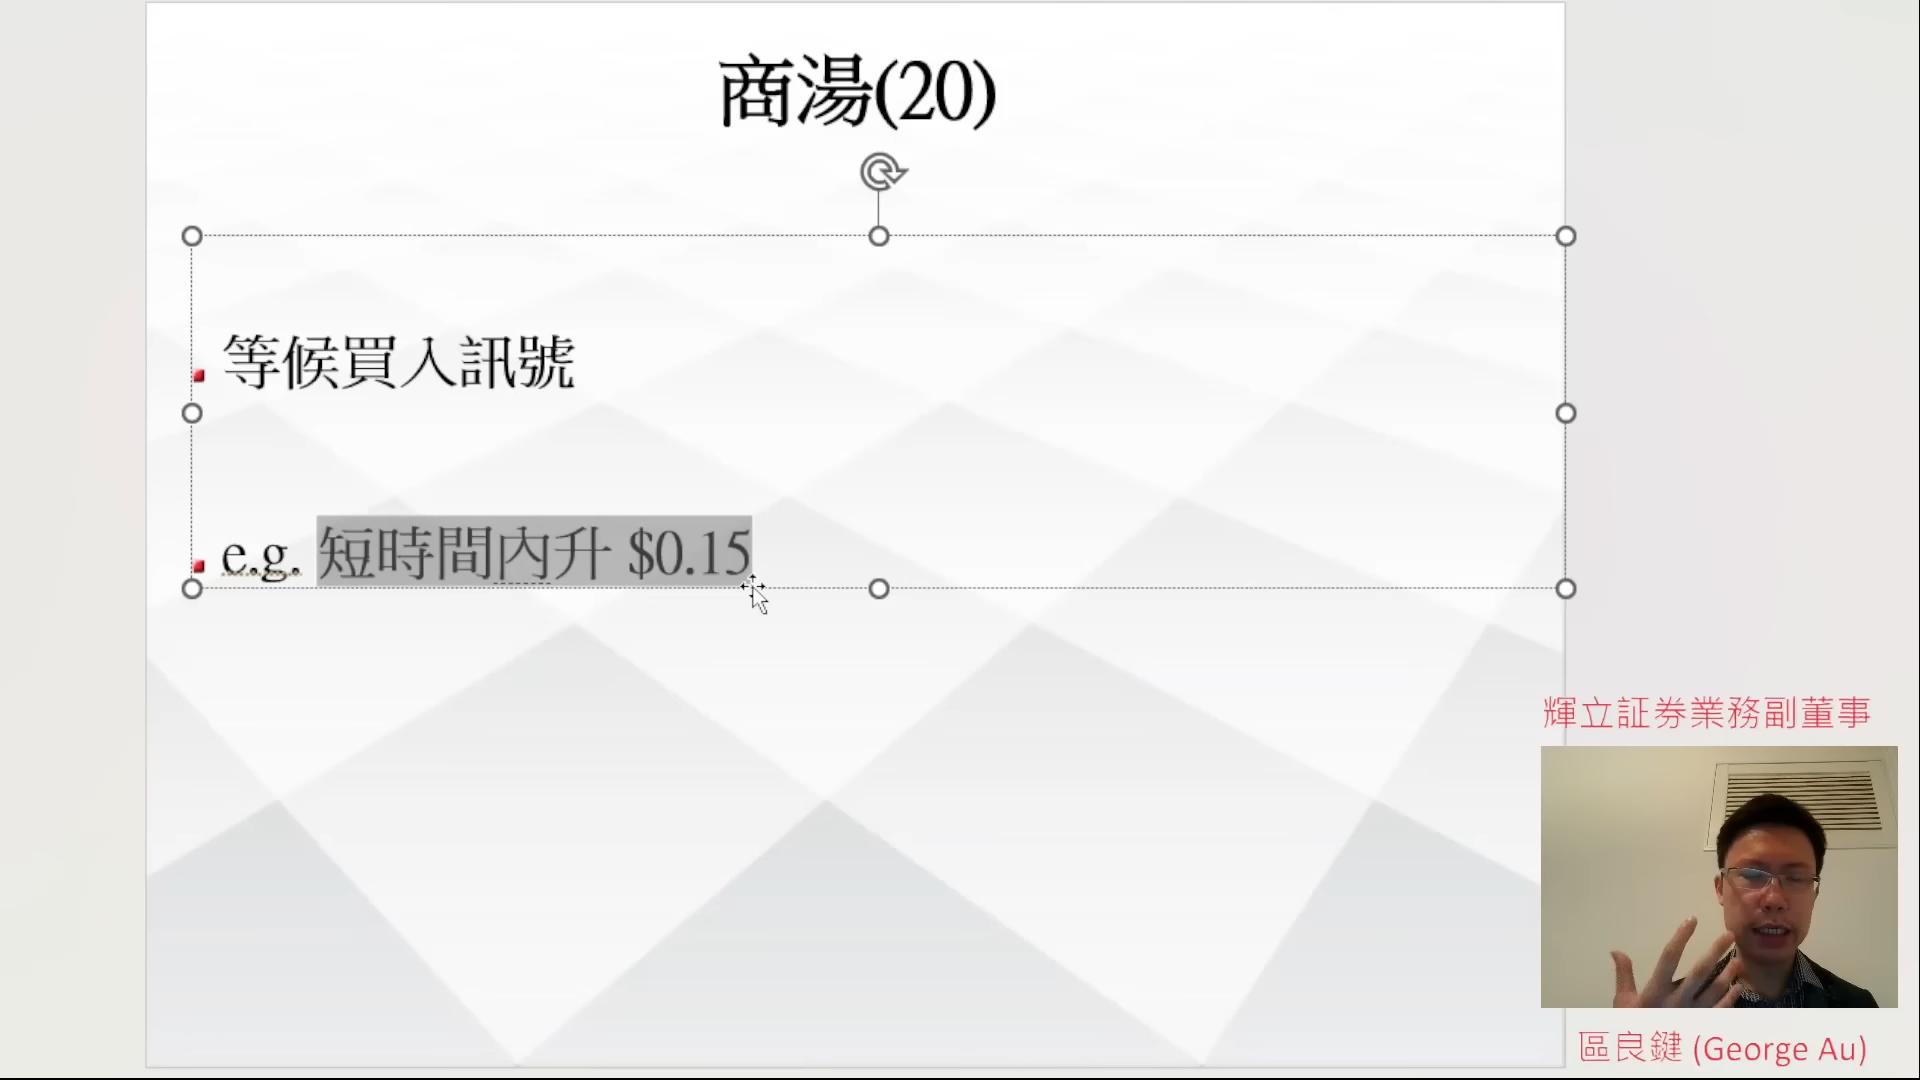 商湯(20)
等候買入訊號
e.g. 短時間內升 $0.15
輝立証券業務副董事
區良鍵 (George Au)